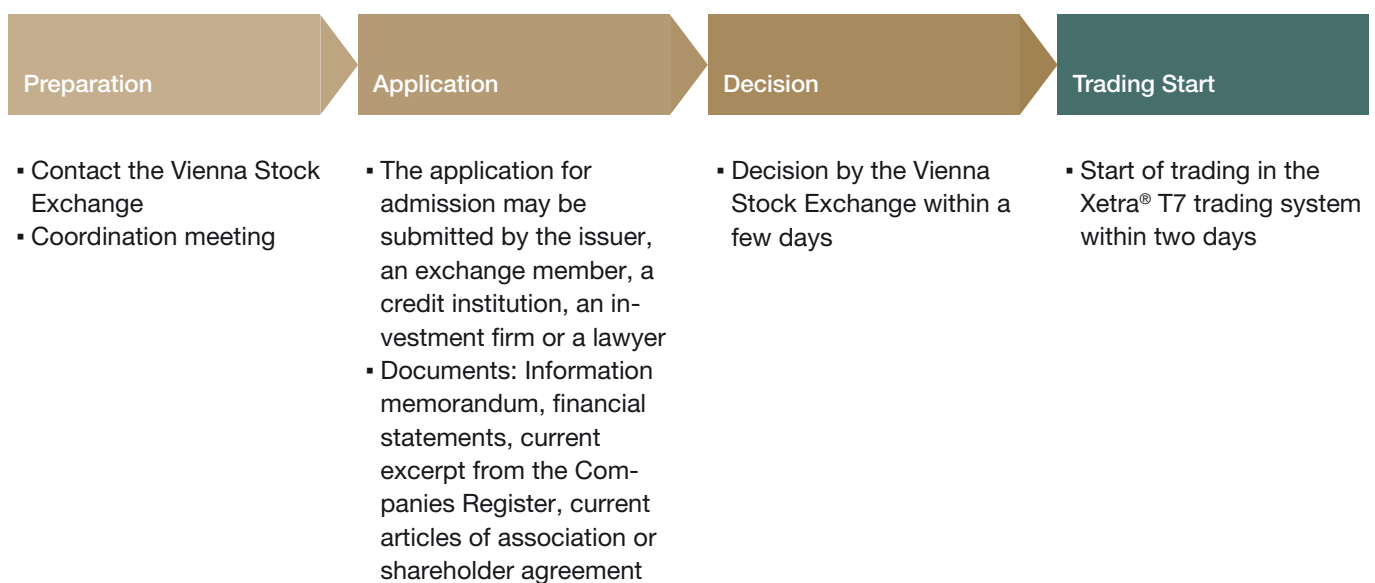 Preparation
Application
Decision
Trading Start
▪ Contact the Vienna Stock
Exchange
▪ Coordination meeting
▪ The application for
admission may be
submitted by the issuer,
an exchange member, a
credit institution, an in-
vestment firm or a lawyer
▪ Documents: Information
memorandum, financial
statements, current
excerpt from the Com-
panies Register, current
articles of association or
shareholder agreement
▪ Decision by the Vienna
Stock Exchange within a
few days
▪ Start of trading in the
Xetra® T7 trading system
within two days